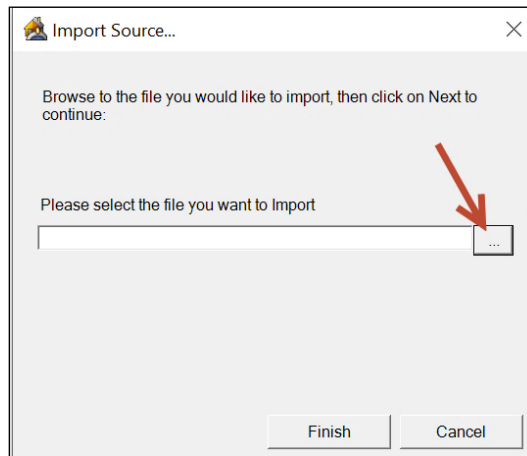 Import Source...
Browse to the file you would like to import, then click on Next to
continue:
Please select the file you want to Import
...
Finish
Cancel